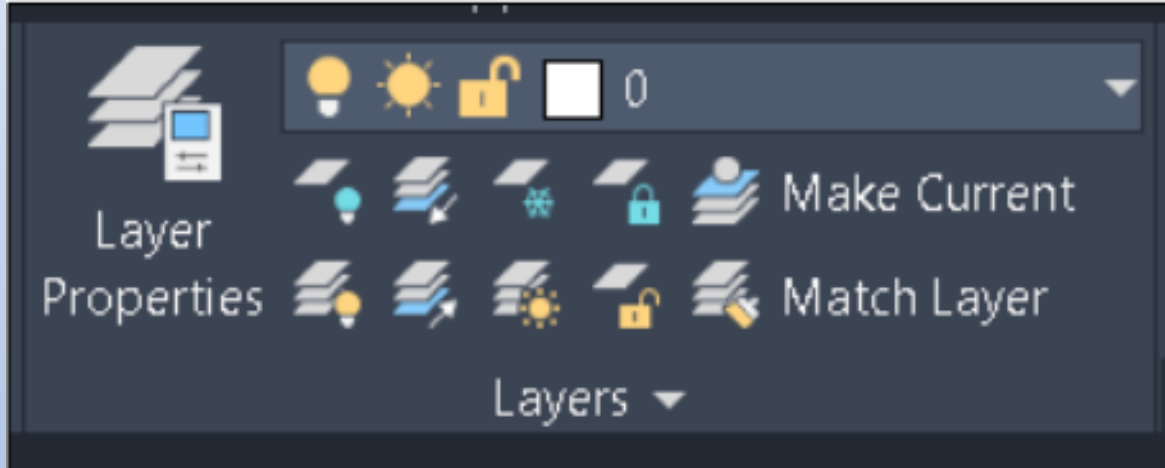 0
Make Current
Layer
Properties
Match Layer
Layers